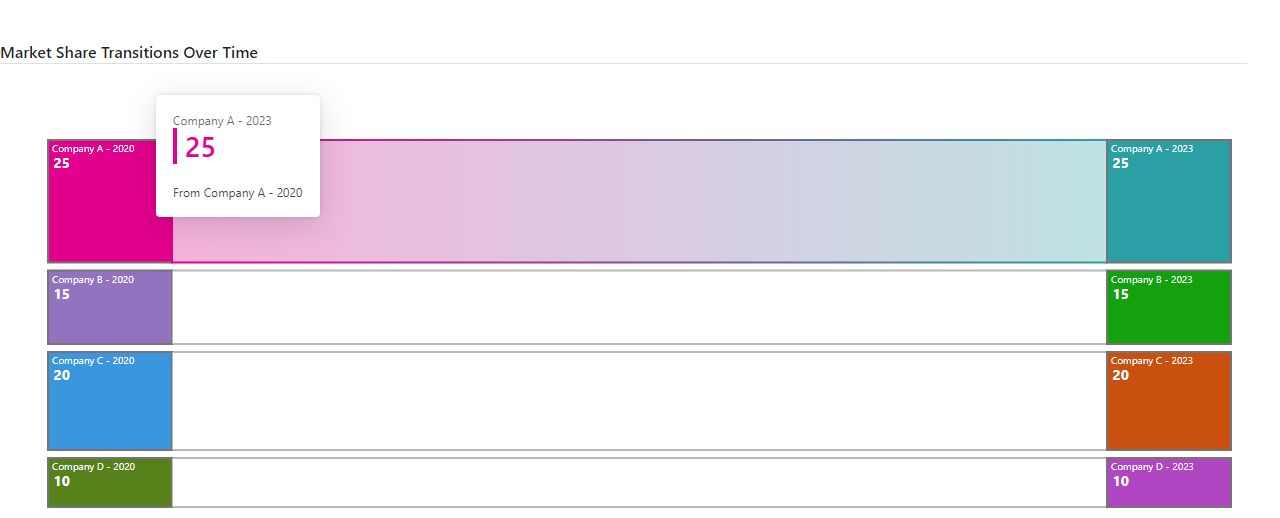 Market Share Transitions Over Time
Company A - 2023
25
From Company A - 2020
Company A - 2020
25
Company A - 2023
25
Company B - 2020
15
Company B - 2023
15
Company C - 2020
20
Company C - 2023
20
Company D - 2020
10
Company D - 2023
10